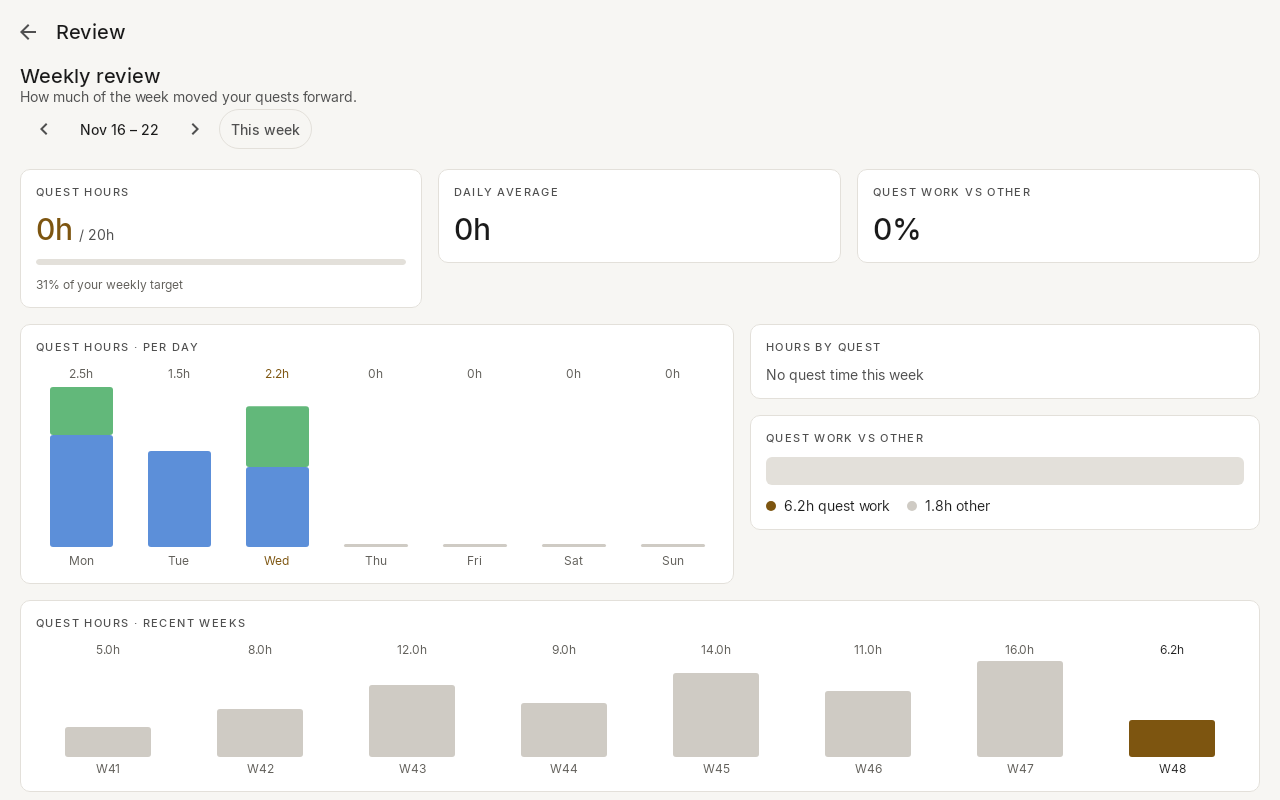 Review
Weekly review
How much of the week moved your quests forward.
Nov 16 – 22
This week
QUEST HOURS
0h / 20h
31% of your weekly target
DAILY AVERAGE
0h
QUEST WORK VS OTHER
0%
QUEST HOURS · PER DAY
2.5h 1.5h 2.2h 0h 0h 0h 0h
Mon Tue Wed Thu Fri Sat Sun
HOURS BY QUEST
No quest time this week
QUEST WORK VS OTHER
6.2h quest work 1.8h other
QUEST HOURS · RECENT WEEKS
5.0h 8.0h 12.0h 9.0h 14.0h 11.0h 16.0h 6.2h
W41 W42 W43 W44 W45 W46 W47 W48